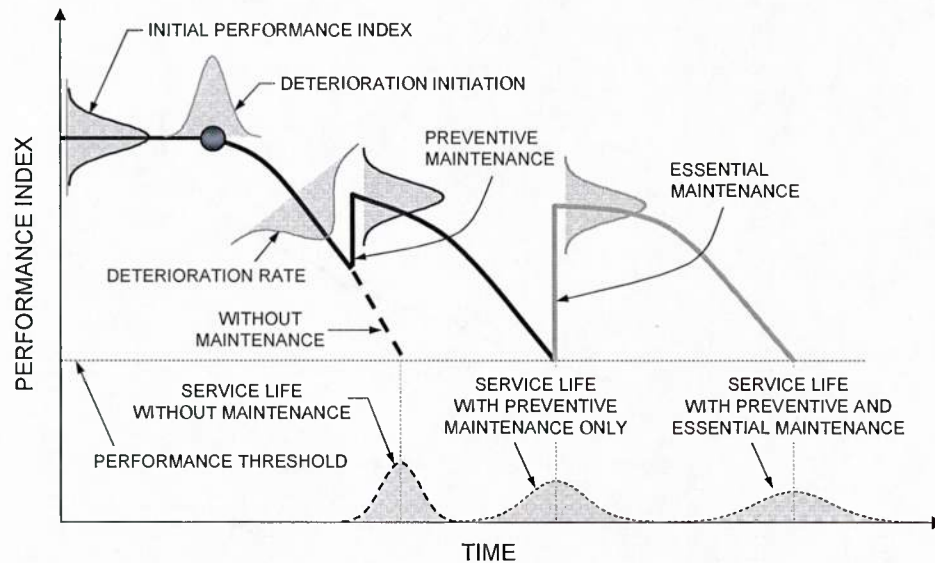 INITIAL PERFORMANCE INDEX
DETERIORATION INITIATION
PREVENTIVE
MAINTENANCE
ESSENTIAL
MAINTENANCE
PERFORMANCE INDEX
DETERIORATION RATE
WITHOUT
MAINTENANCE
SERVICE LIFE
WITHOUT MAINTENANCE
SERVICE LIFE
WITH PREVENTIVE
MAINTENANCE ONLY
SERVICE LIFE
WITH PREVENTIVE AND
ESSENTIAL MAINTENANCE
PERFORMANCE THRESHOLD
TIME